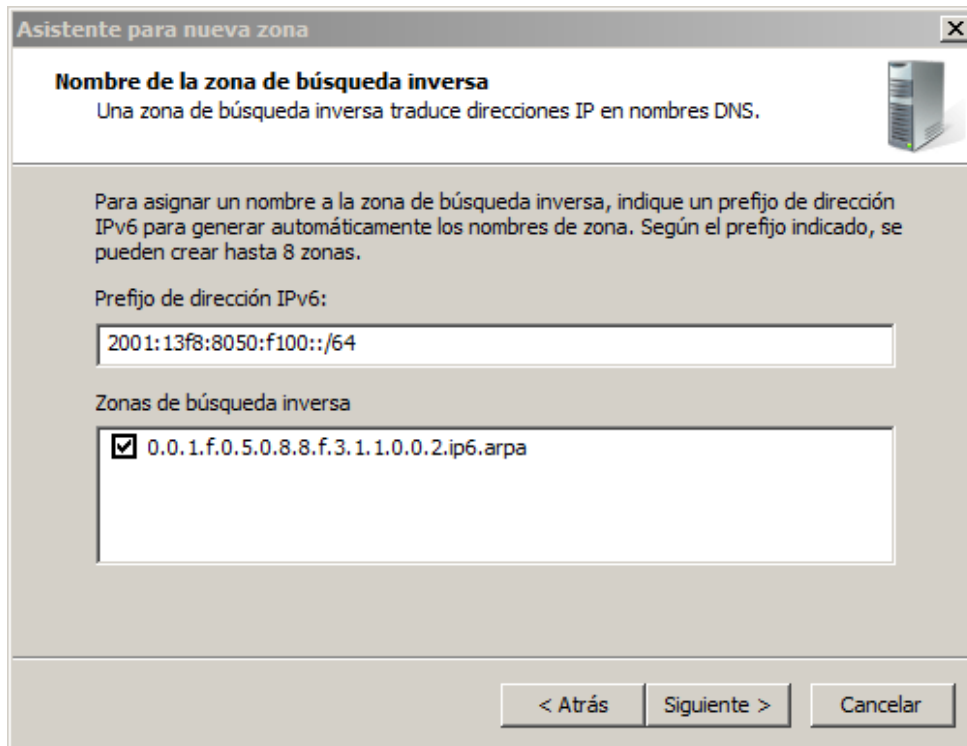 Asistente para nueva zona
Nombre de la zona de búsqueda inversa
Una zona de búsqueda inversa traduce direcciones IP en nombres DNS.
Para asignar un nombre a la zona de búsqueda inversa, indique un prefijo de dirección
IPv6 para generar automáticamente los nombres de zona. Según el prefijo indicado, se
pueden crear hasta 8 zonas.
Prefijo de dirección IPv6:
2001:13f8:8050:f100::/64
Zonas de búsqueda inversa
0.0.1.f.0.5.0.8.8.f.3.1.1.0.0.2.ip6.arpa
< Atrás
Siguiente >
Cancelar